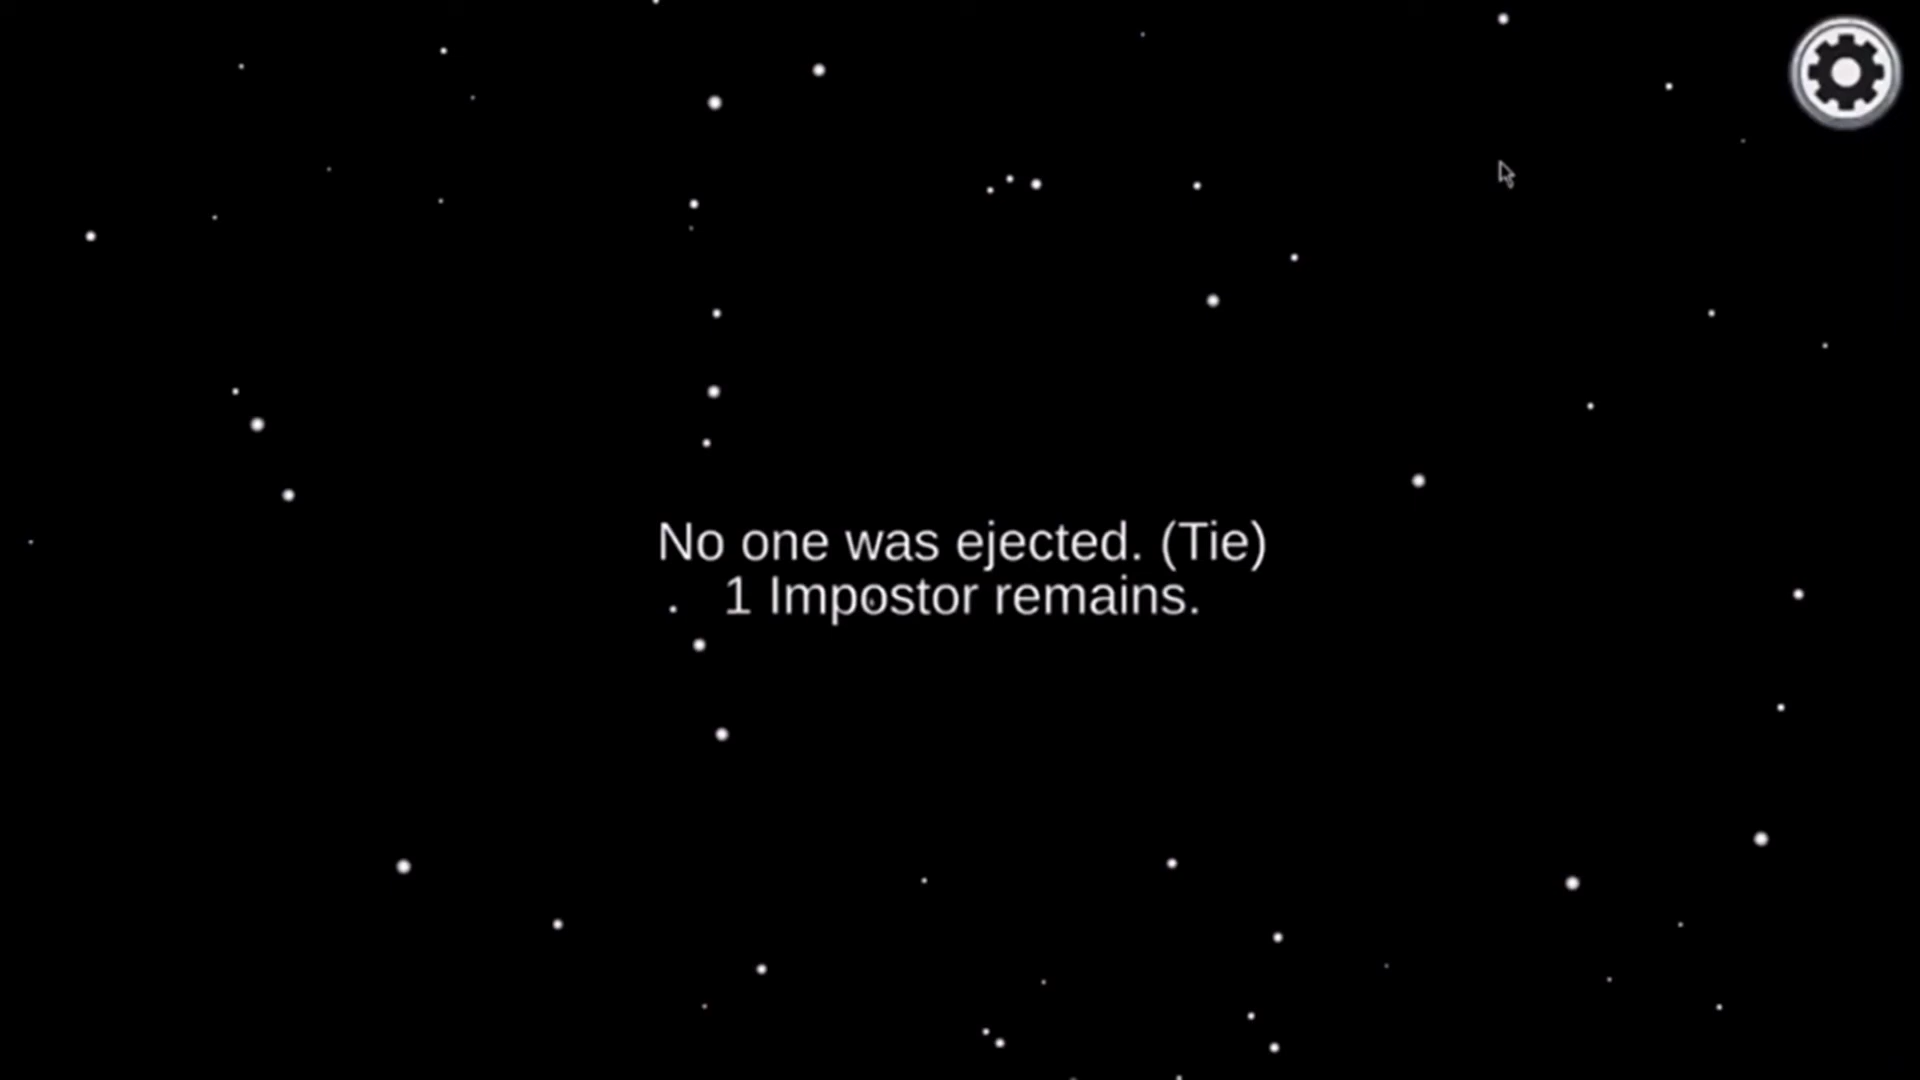 No one was ejected. (Tie)
1 Impostor remains.